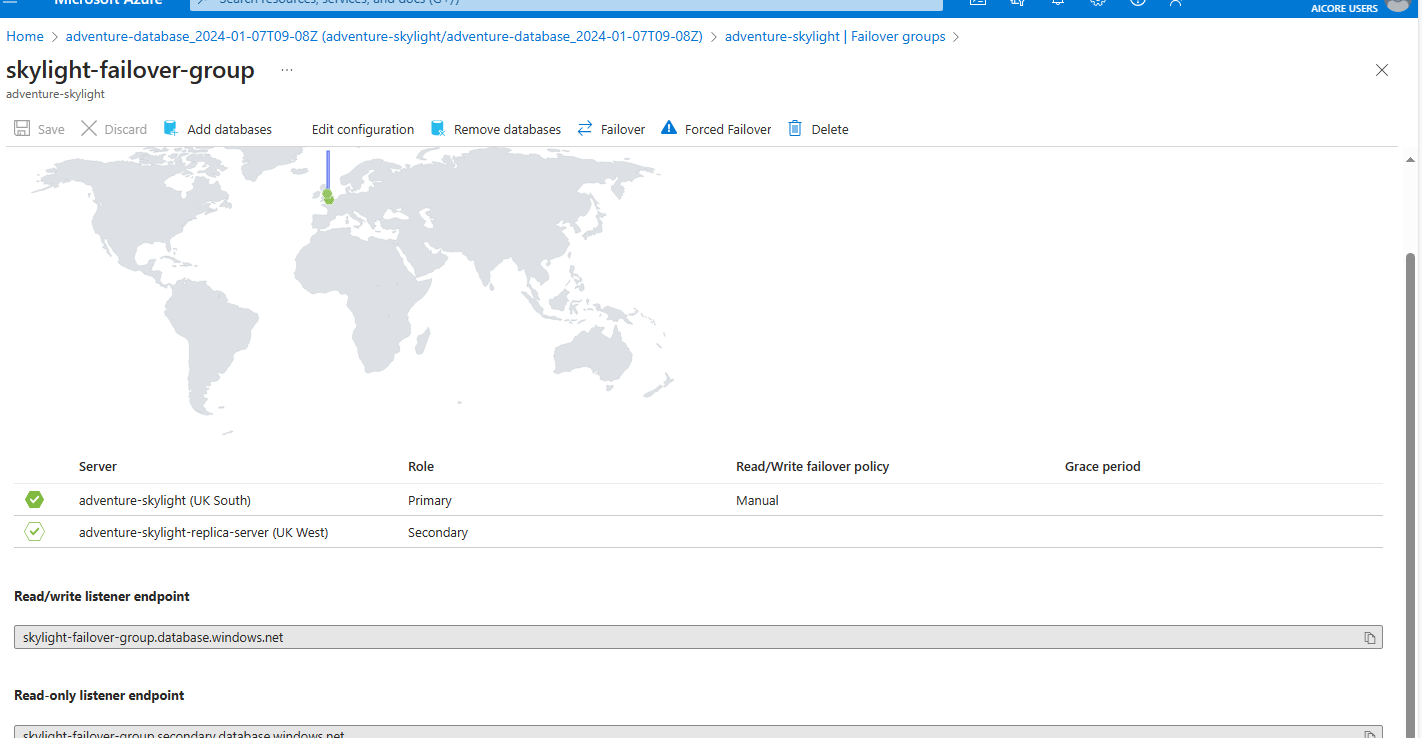 Microsoft Azure
Search resources, services, and docs (G+/)
AICORE USERS
Home > adventure-database_2024-01-07T09-08Z (adventure-skylight/adventure-database_2024-01-07T09-08Z) > adventure-skylight | Failover groups >
skylight-failover-group ...
adventure-skylight
Save Discard Add databases Edit configuration Remove databases Failover Forced Failover Delete
Server Role Read/Write failover policy Grace period
adventure-skylight (UK South) Primary Manual
adventure-skylight-replica-server (UK West) Secondary
Read/write listener endpoint
skylight-failover-group.database.windows.net
Read-only listener endpoint
skylight-failover-group.secondary.database.windows.net